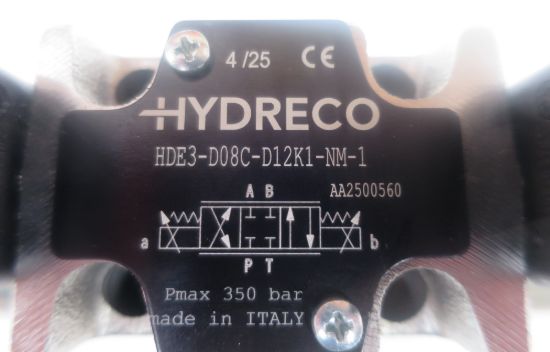 4/25 CE
HYDRECO
HDE3-D08C-D12K1-NM-1
AA2500560
A B
a b
P T
Pmax 350 bar
made in ITALY